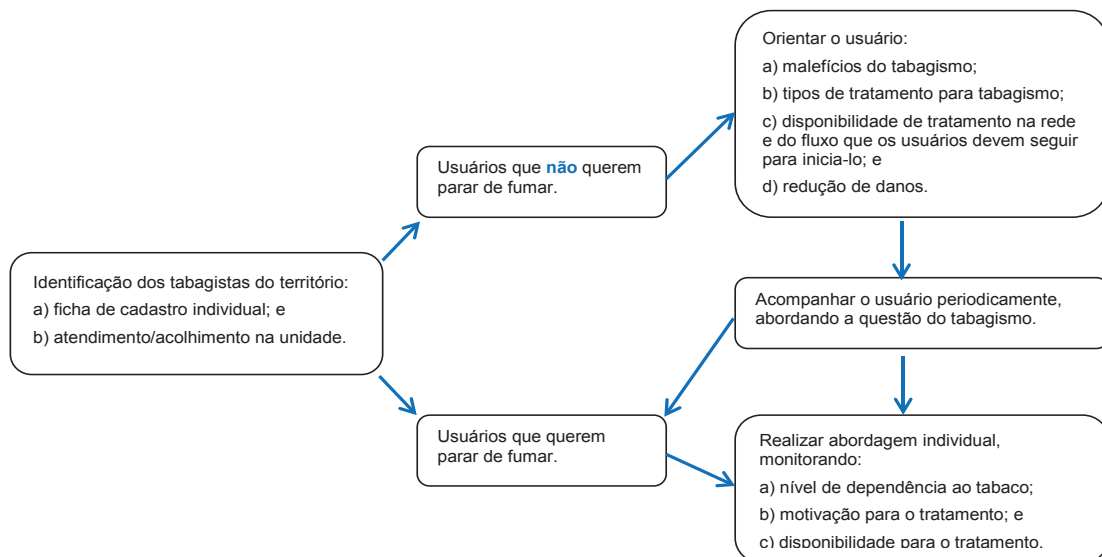 Identificação dos tabagistas do território:
a) ficha de cadastro individual; e
b) atendimento/acolhimento na unidade.
Usuários que não querem
parar de fumar.
Orientar o usuário:
a) malefícios do tabagismo;
b) tipos de tratamento para tabagismo;
c) disponibilidade de tratamento na rede
e do fluxo que os usuários devem seguir
para inicia-lo; e
d) redução de danos.
Acompanhar o usuário periodicamente,
abordando a questão do tabagismo.
Usuários que querem
parar de fumar.
Realizar abordagem individual,
monitorando:
a) nível de dependência ao tabaco;
b) motivação para o tratamento; e
c) disponibilidade para o tratamento.